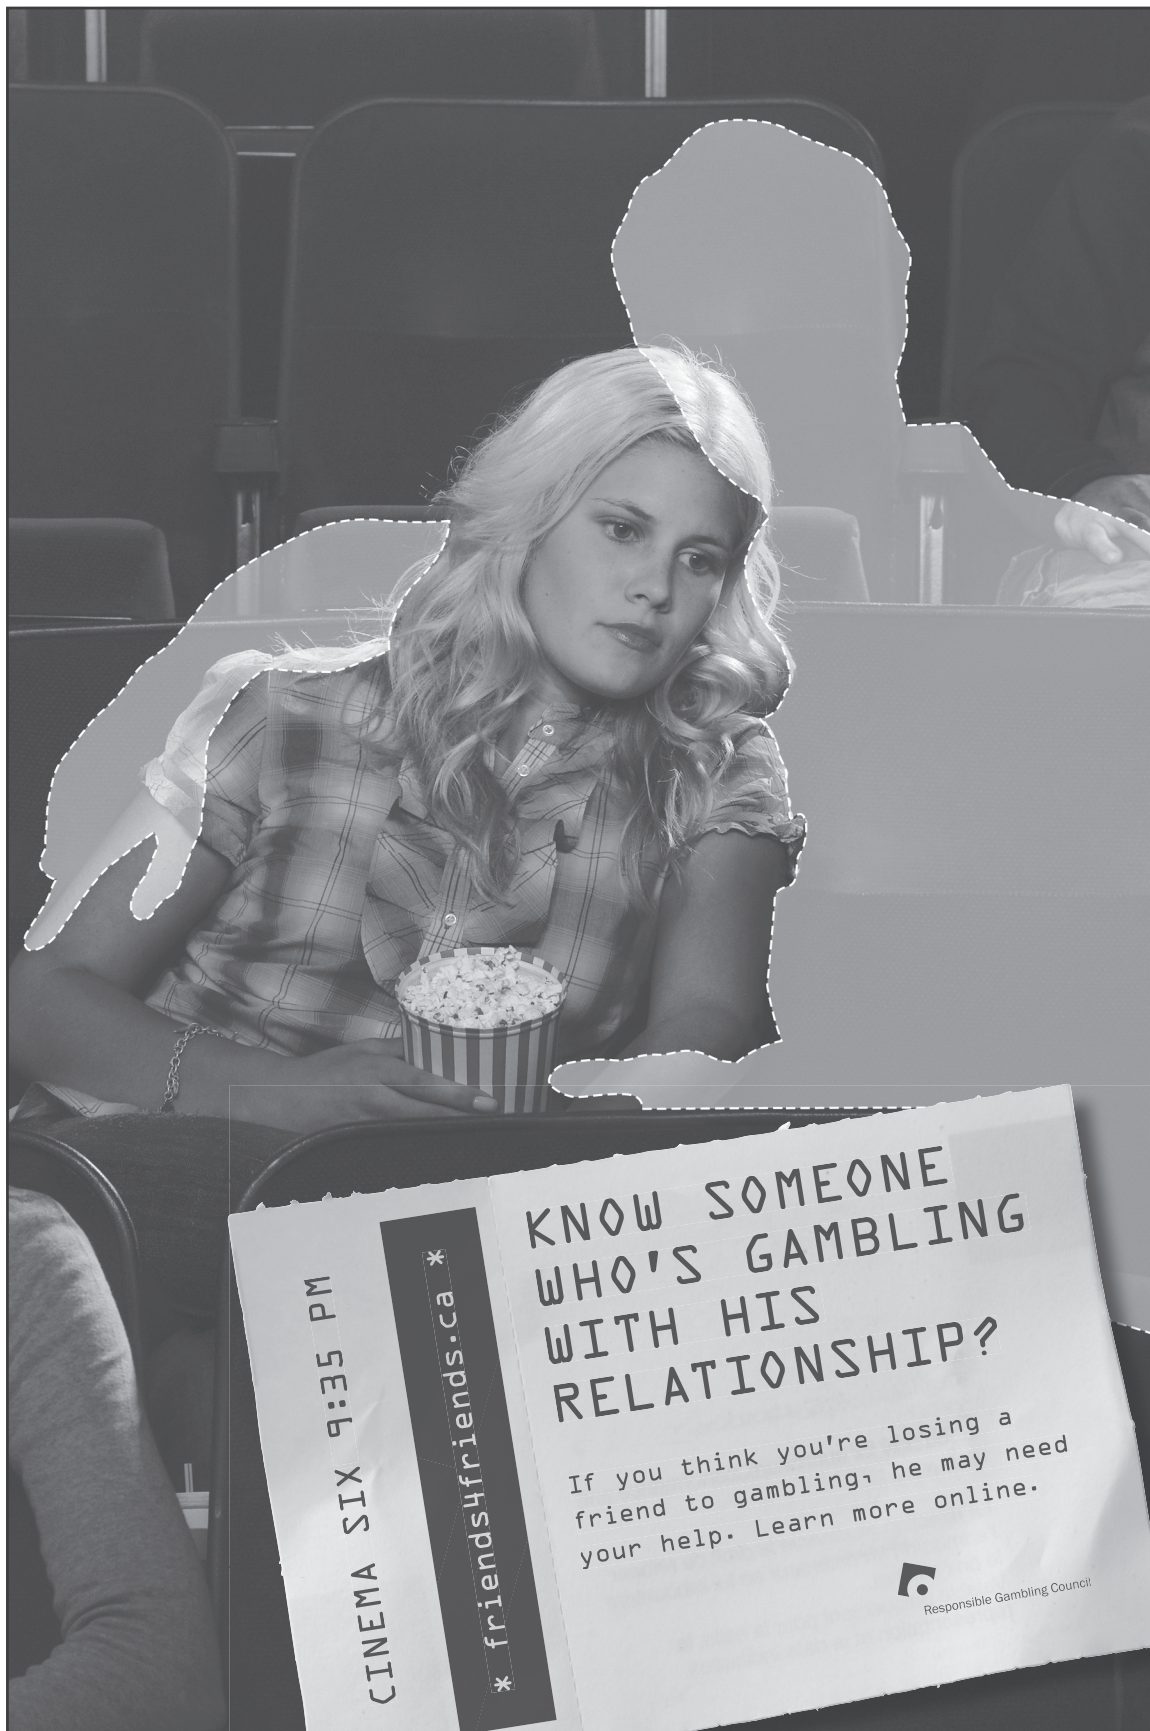 CINEMA SIX 9:35 PM
* friends4friends.ca *
KNOW SOMEONE
WHO'S GAMBLING
WITH HIS
RELATIONSHIP?
If you think you're losing a
friend to gambling, he may need
your help. Learn more online.
Responsible Gambling Council